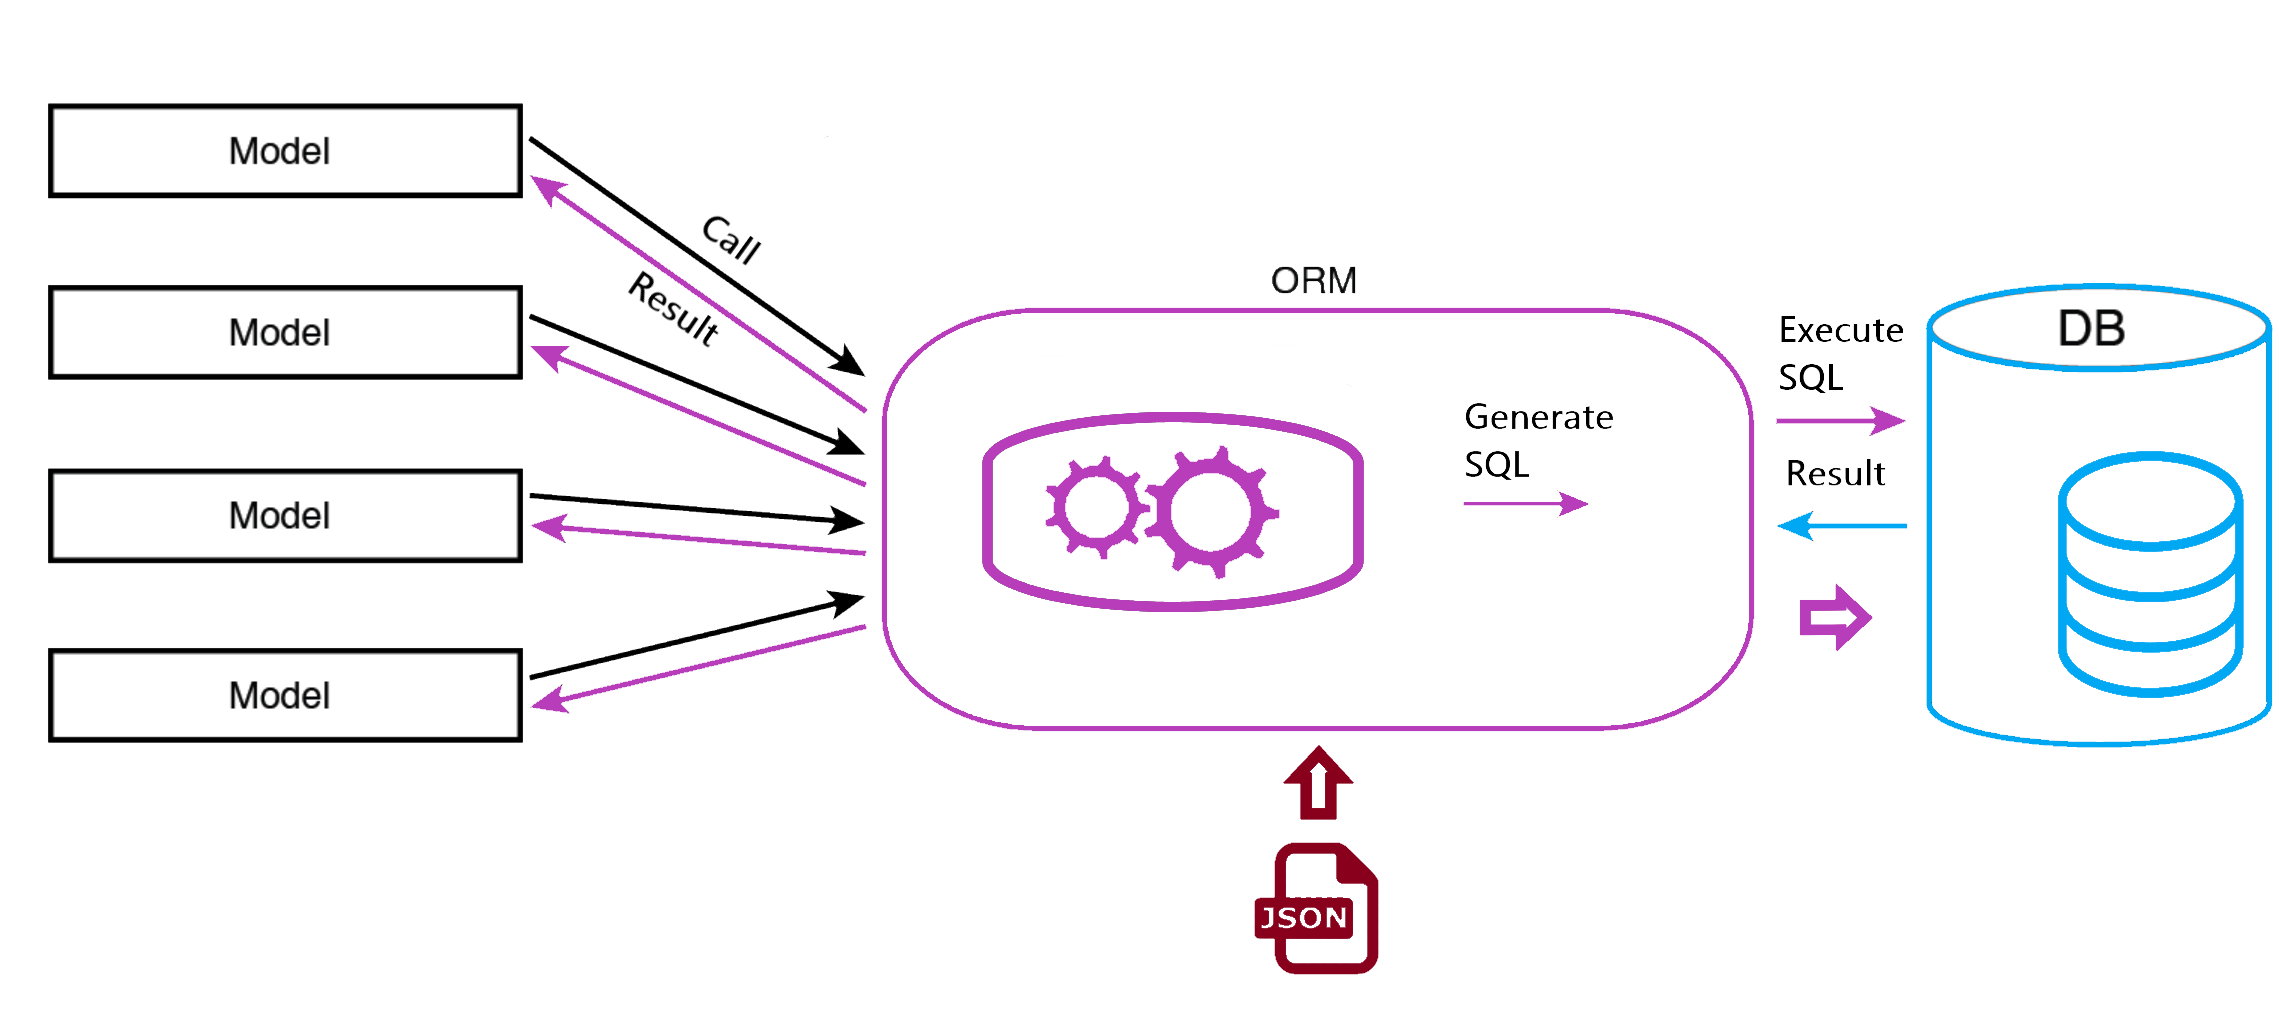 Model
Call
Result
Model
Model
Model
ORM
Generate
SQL
Execute
SQL
Result
DB
JSON